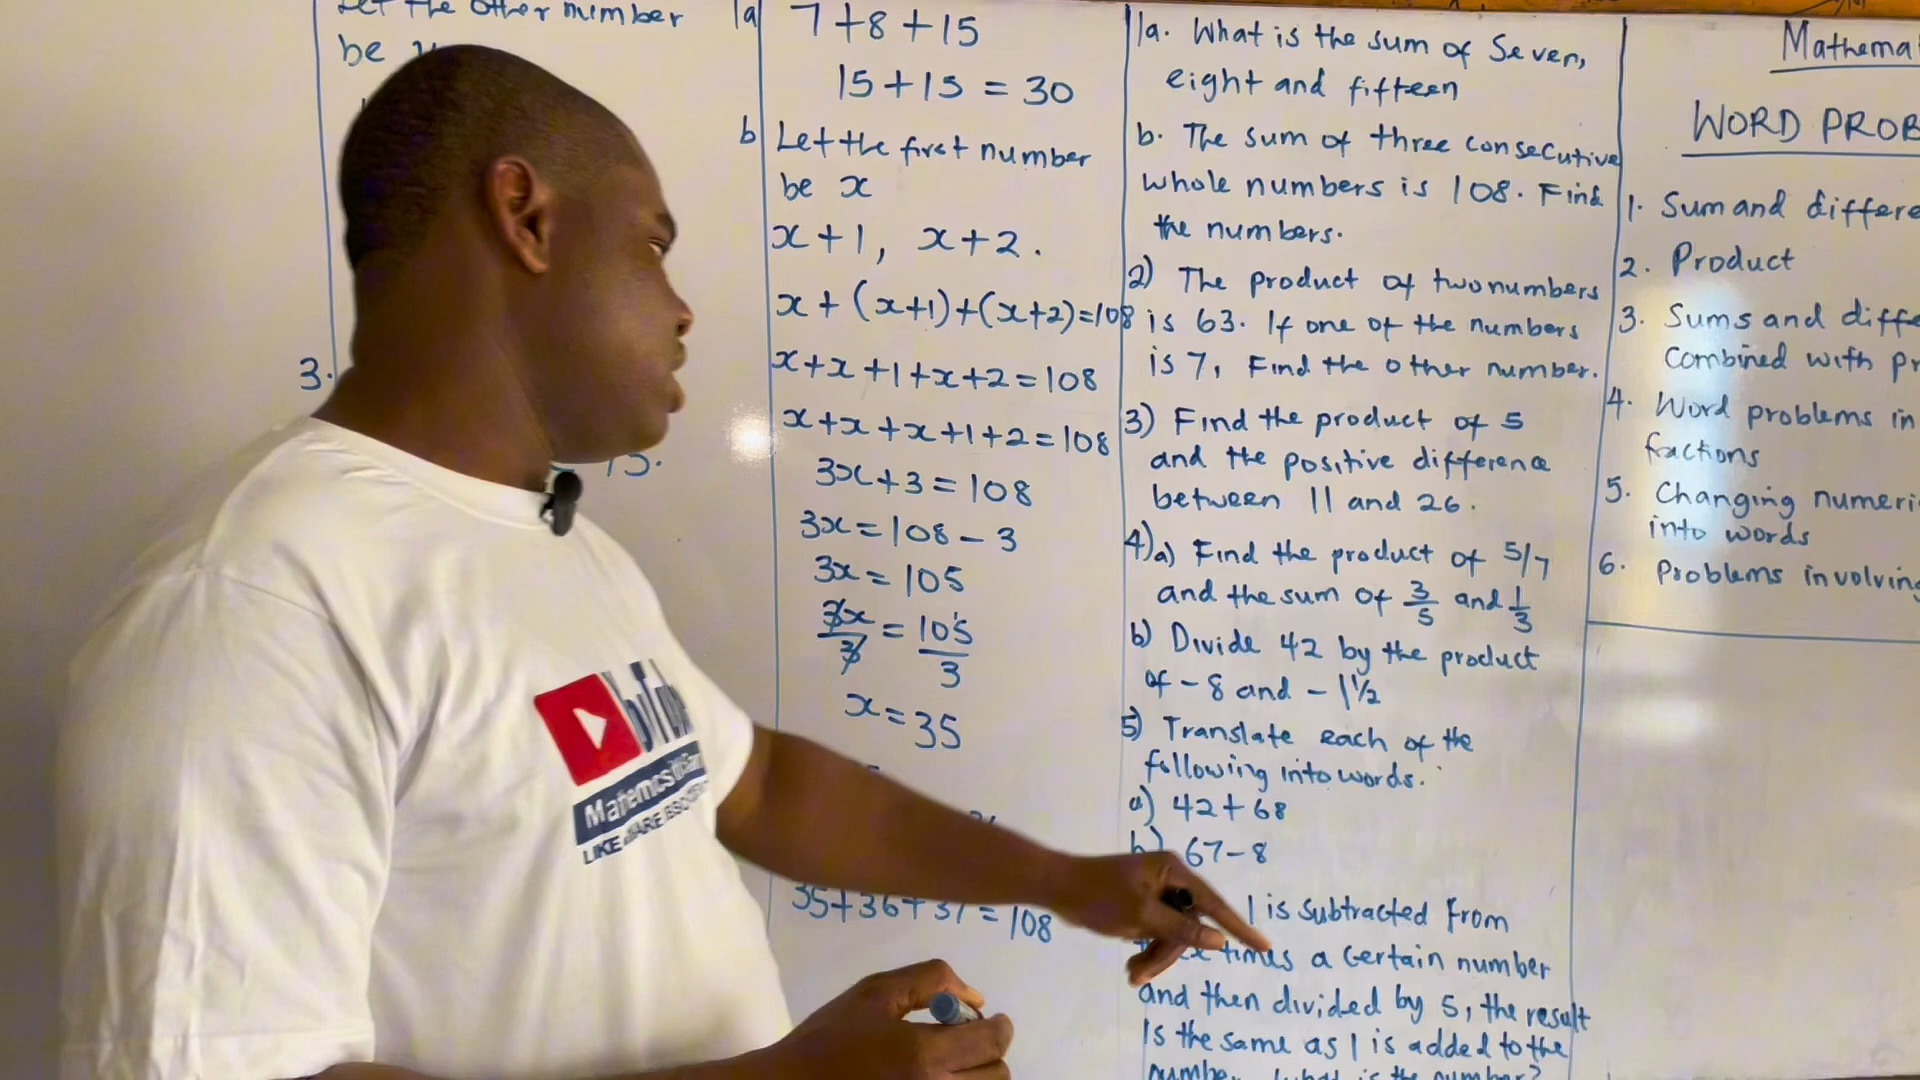 Let the other number
be
3.
15.
1a 7+8+15
15+15 = 30
b Let the first number
be x
x+1, x+2.
x+(x+1)+(x+2)=108
x+x+1+x+2=108
x+x+x+1+2=108
3x+3=108
3x=108-3
3x=105
3x/3 = 105/3
x=35
35+36+37=108
1a. What is the sum of Seven,
eight and fifteen
b. The sum of three consecutive
whole numbers is 108. Find
the numbers.
2) The product of two numbers
is 63. If one of the numbers
is 7, Find the other number.
3) Find the product of 5
and the positive difference
between 11 and 26.
4)a) Find the product of 5/7
and the sum of 3/5 and 1/3
b) Divide 42 by the product
of -8 and -1½
5) Translate each of the
following into words.
a) 42+68
b) 67-8
1 is subtracted from
times a certain number
and then divided by 5, the result
is the same as 1 is added to the
number. What is the number?
Mathema
WORD PROB
1. Sum and differe
2. Product
3. Sums and diffe
Combined with Pr
4. Word problems in
factions
5. Changing numeri
into words
6. Problems involving
Matemcs
LIKE